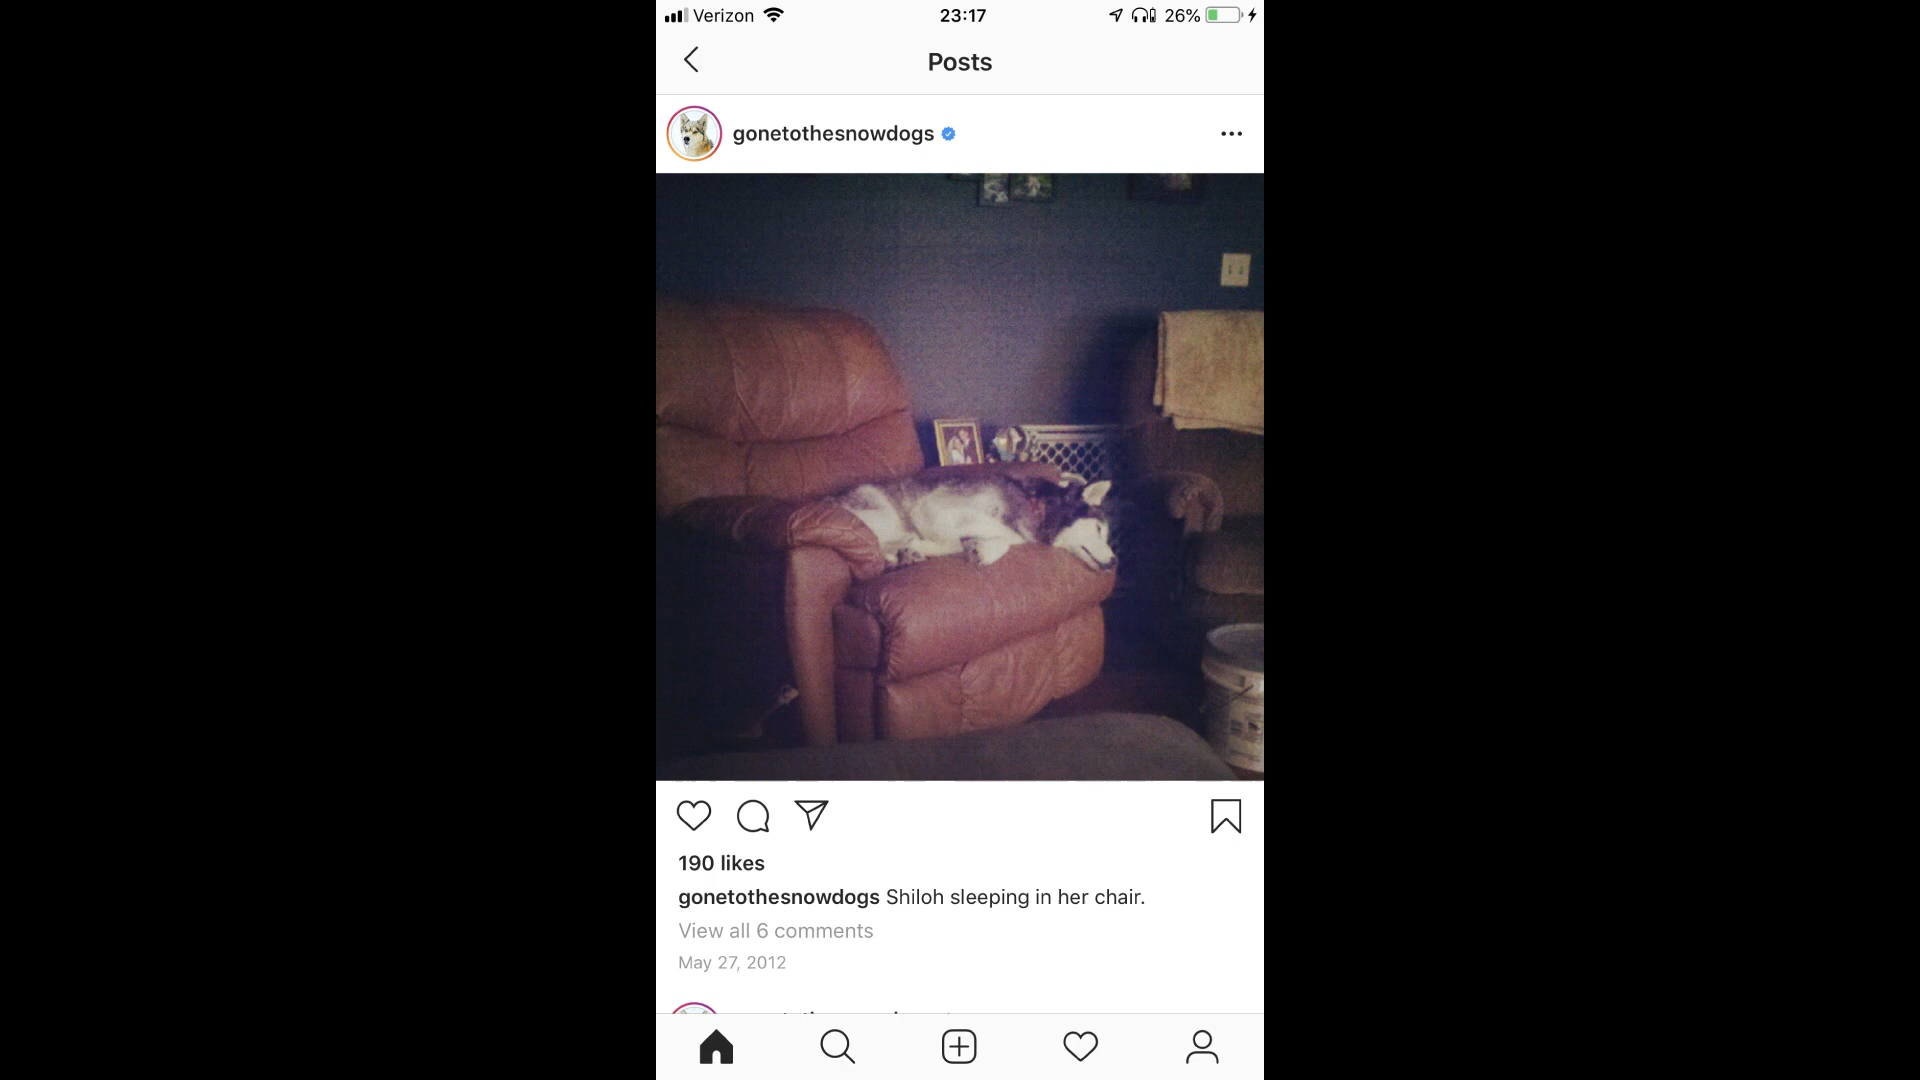 Verizon 23:17 26%
Posts
gonetothesnowdogs
190 likes
gonetothesnowdogs Shiloh sleeping in her chair.
View all 6 comments
May 27, 2012